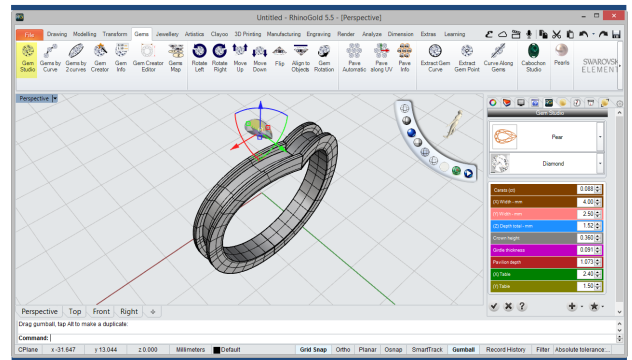 Untitled - RhinoGold 5.5 - [Perspective]
File Drawing Modelling Transform Gems Jewellery Artistics Clayoo 3D Printing Manufacturing Engraving Render Analyze Dimension Extras Learning
Gem Studio Gems by Curve Gems by 2 curves Gem Creator Gem Info Gem Creator Editor Gems Map Rotate Left Rotate Right Move Up Move Down Flip Align to Objects Gem Rotation Pave Automatic Pave along UV Pave Info Extract Gem Curve Extract Gem Point Curve Along Gems Cabochon Studio Pearls SWAROVSK ELEMENT
Perspective
Gem Studio
Pear
Diamond
Carats (ct) 0.088
(X) Width - mm 4.00
(Y) Width - mm 2.50
(Z) Depth total - mm 1.52
Crown height 0.360
Girdle thickness 0.091
Pavilion depth 1.073
(X) Table 2.40
(Y) Table 1.50
Perspective Top Front Right
Drag gumball, tap Alt to make a duplicate:
Command:
CPlane x -31.647 y 13.044 z 0.000 Millimeters Default Grid Snap Ortho Planar Osnap SmartTrack Gumball Record History Filter Absolute tolerance:...